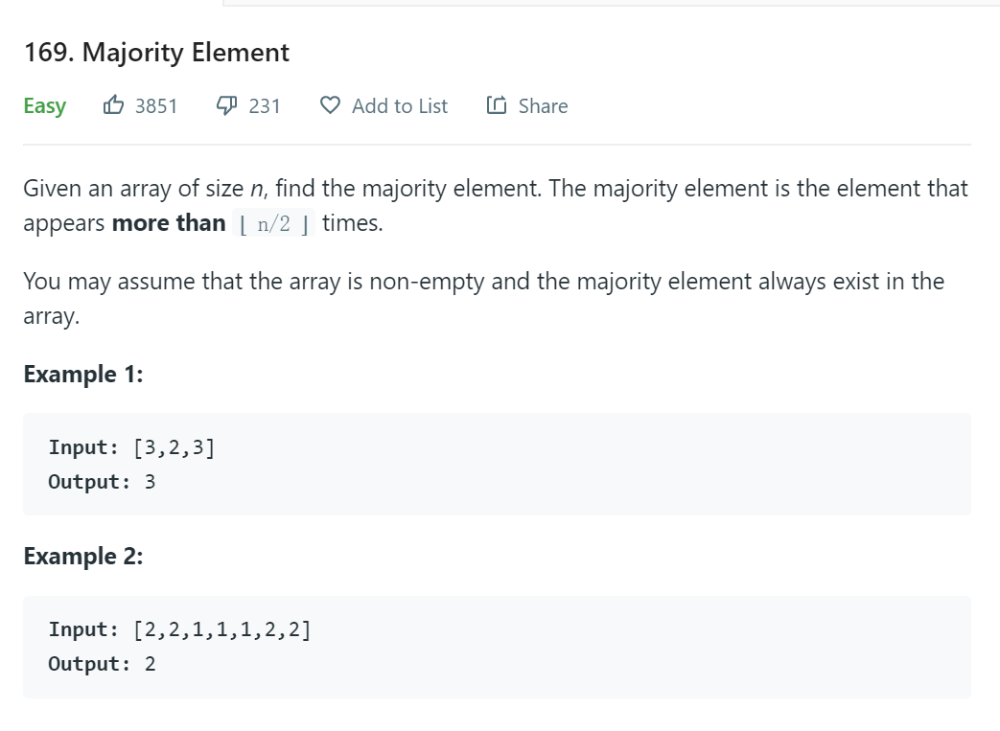 169. Majority Element
Easy 3851 231 Add to List Share
Given an array of size n, find the majority element. The majority element is the element that
appears more than ⌊ n/2 ⌋ times.
You may assume that the array is non-empty and the majority element always exist in the
array.
Example 1:
Input: [3,2,3]
Output: 3
Example 2:
Input: [2,2,1,1,1,2,2]
Output: 2